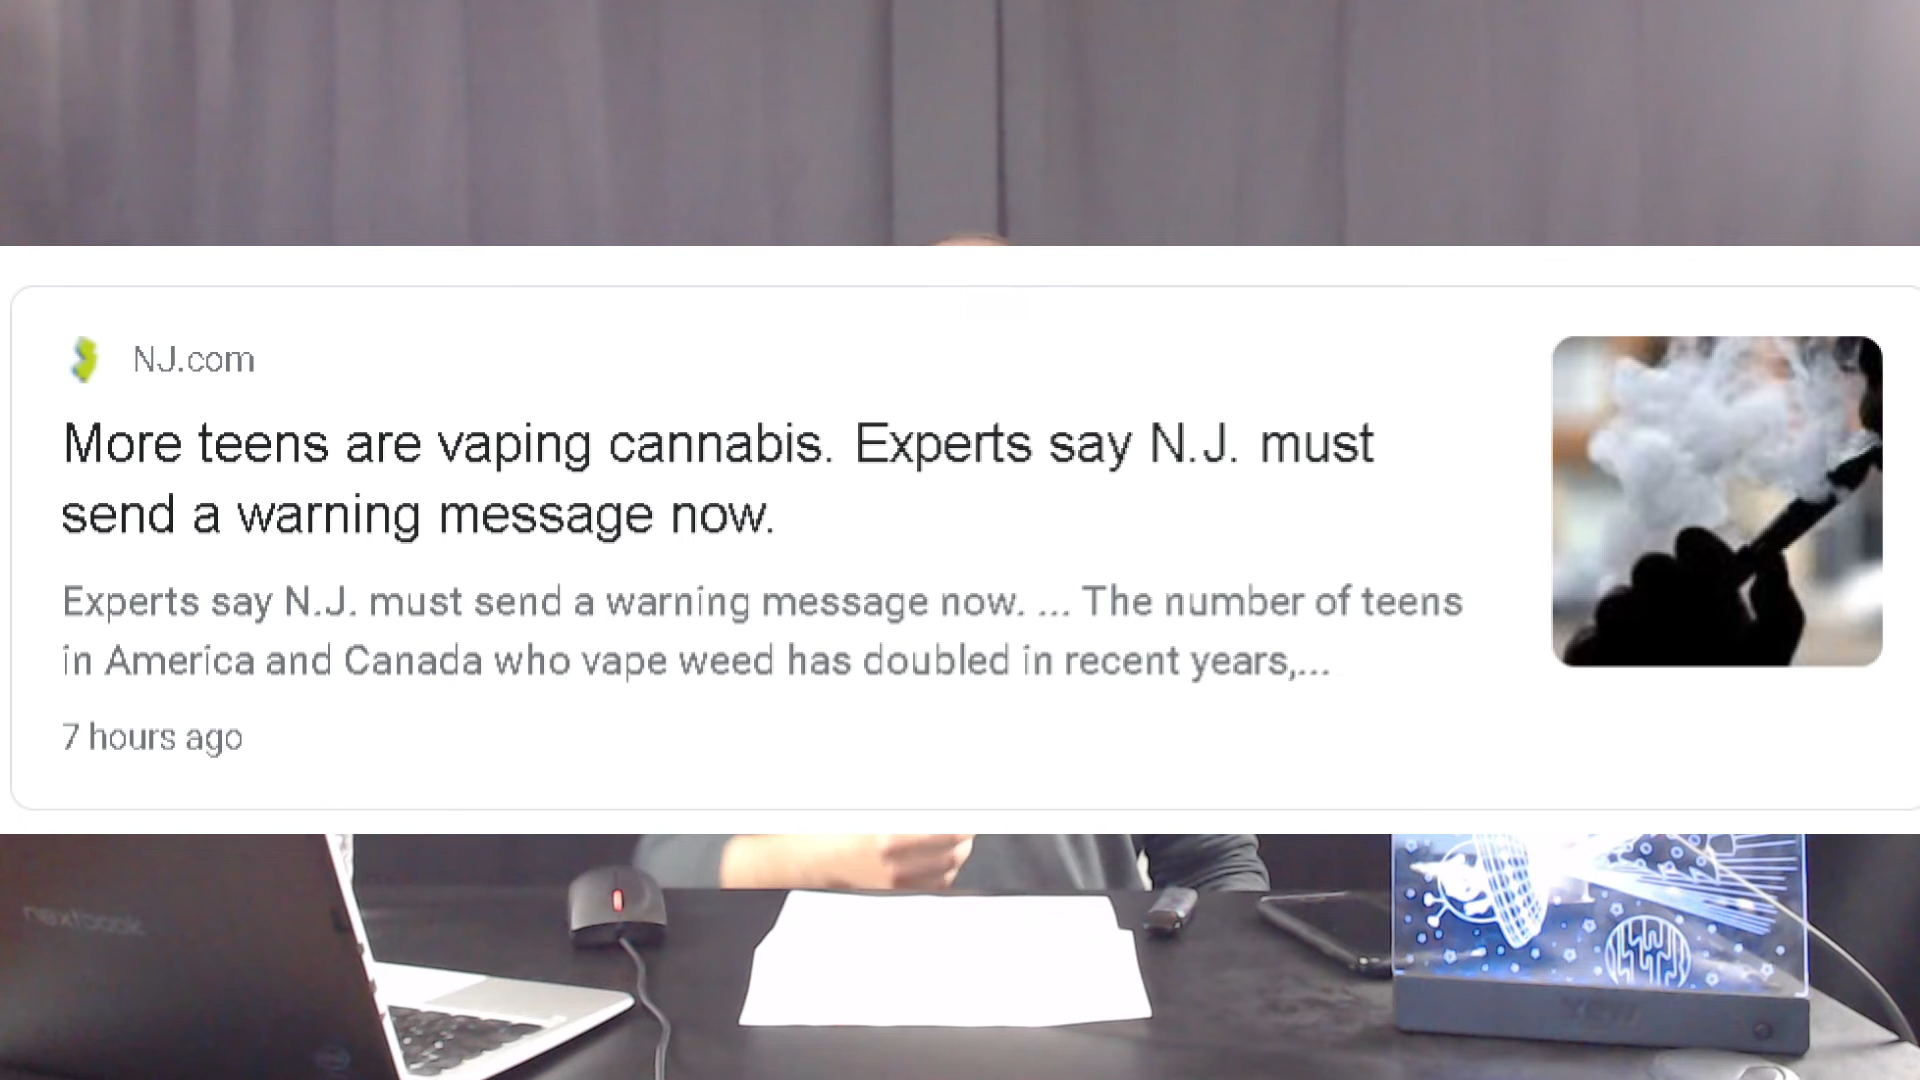 NJ.com
More teens are vaping cannabis. Experts say N.J. must
send a warning message now.
Experts say N.J. must send a warning message now. ... The number of teens
in America and Canada who vape weed has doubled in recent years,...
7 hours ago
nextbook